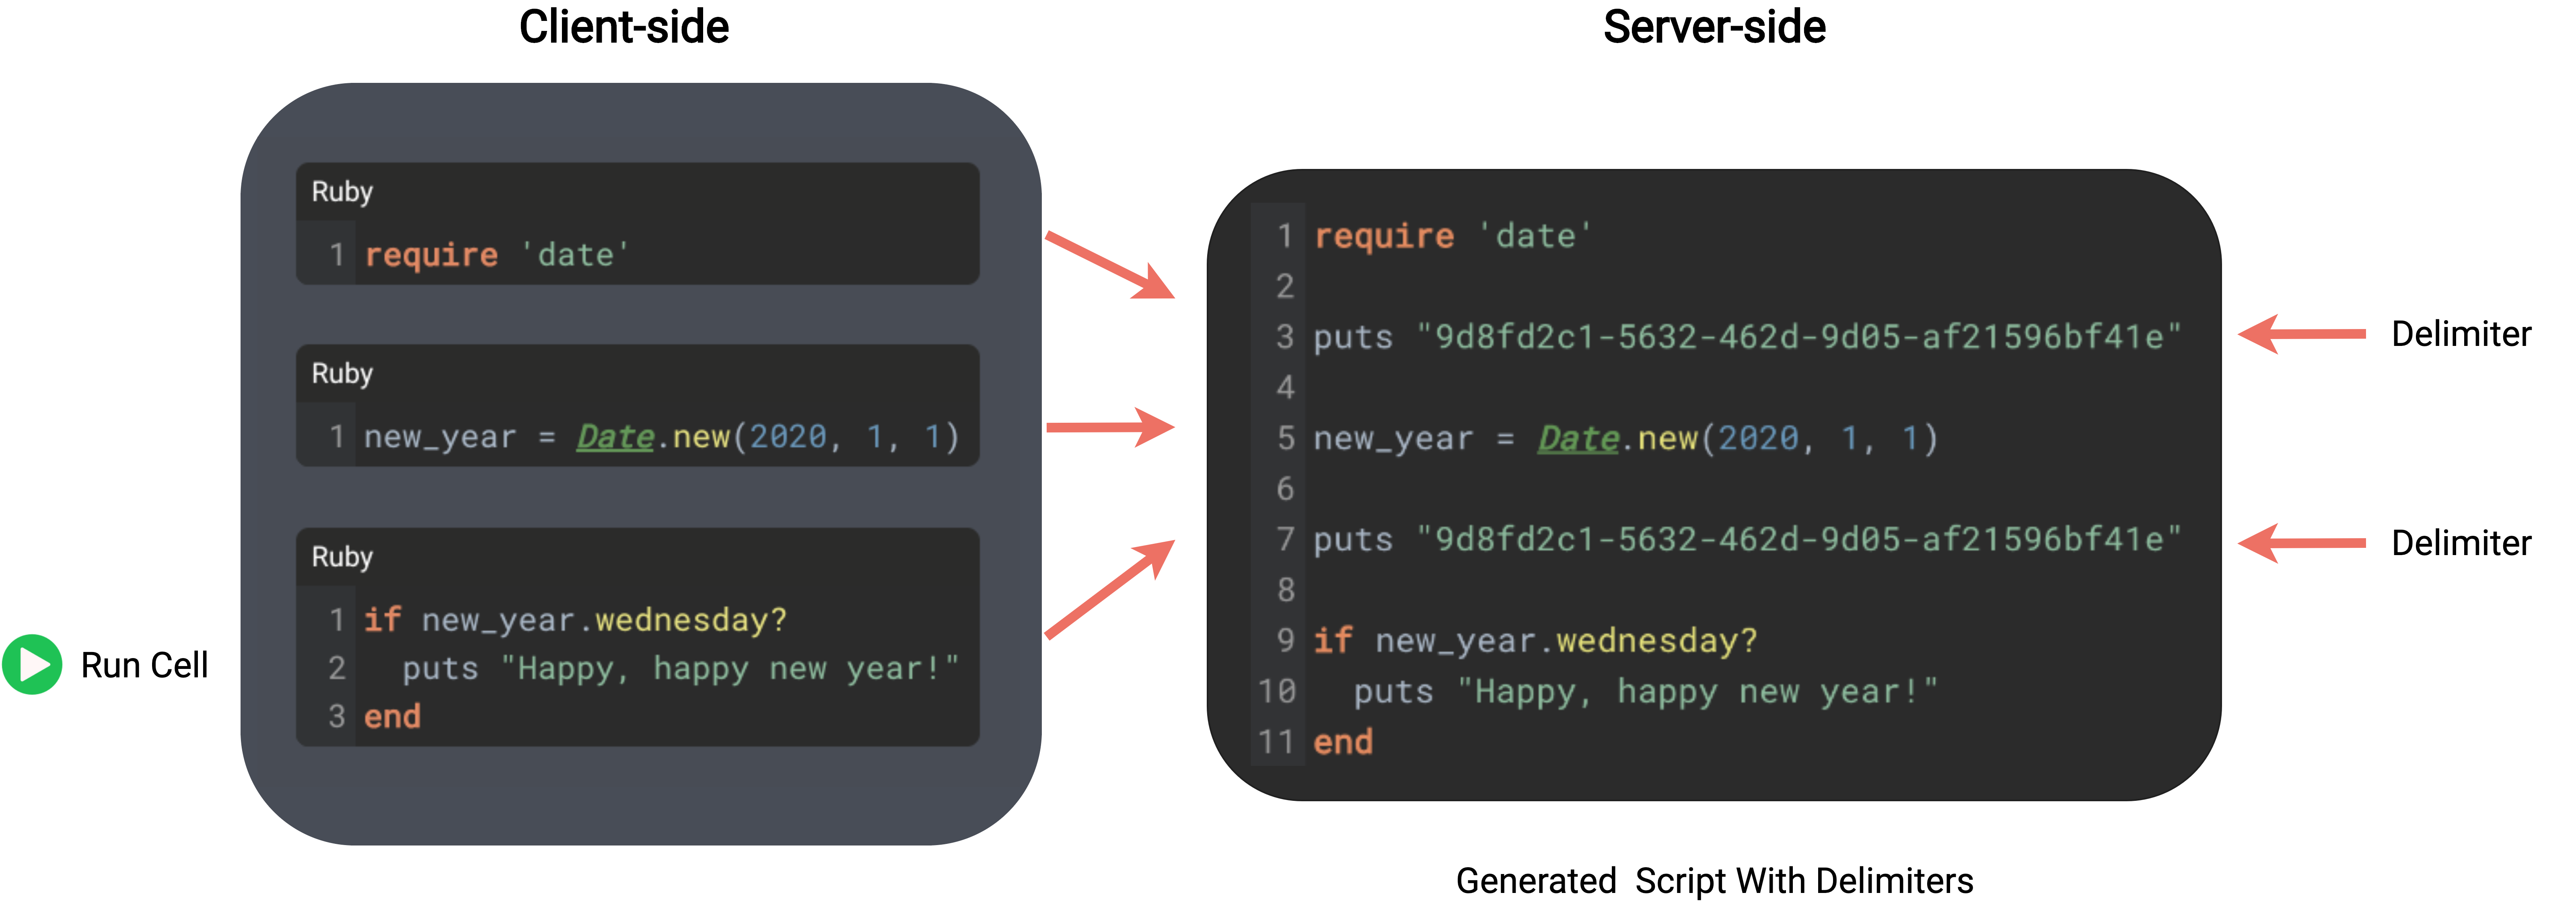 Client-side
Ruby
1 require 'date'
Ruby
1 new_year = Date.new(2020, 1, 1)
Ruby
1 if new_year.wednesday?
2   puts "Happy, happy new year!"
3 end
Run Cell
Server-side
1 require 'date'
2
3 puts "9d8fd2c1-5632-462d-9d05-af21596bf41e"
4
5 new_year = Date.new(2020, 1, 1)
6
7 puts "9d8fd2c1-5632-462d-9d05-af21596bf41e"
8
9 if new_year.wednesday?
10   puts "Happy, happy new year!"
11 end
Delimiter
Delimiter
Generated Script With Delimiters